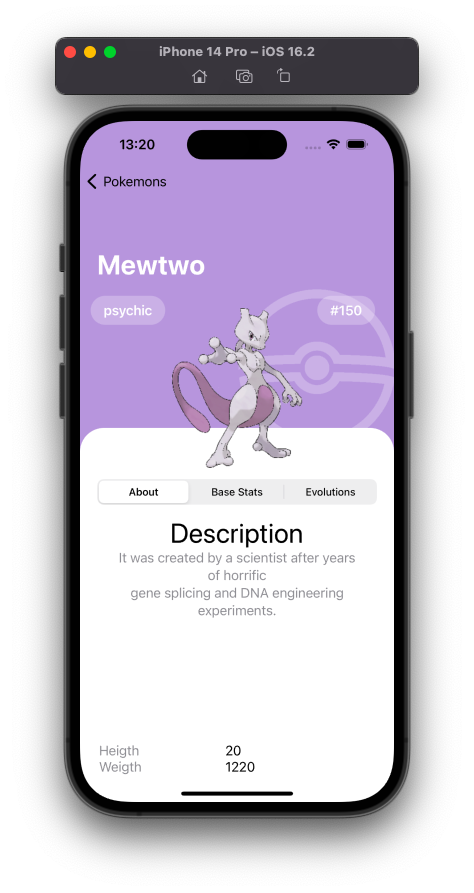 iPhone 14 Pro – iOS 16.2
13:20
Pokemons
Mewtwo
psychic
#150
About
Base Stats
Evolutions
Description
It was created by a scientist after years
of horrific
gene splicing and DNA engineering
experiments.
Heigth 20
Weigth 1220